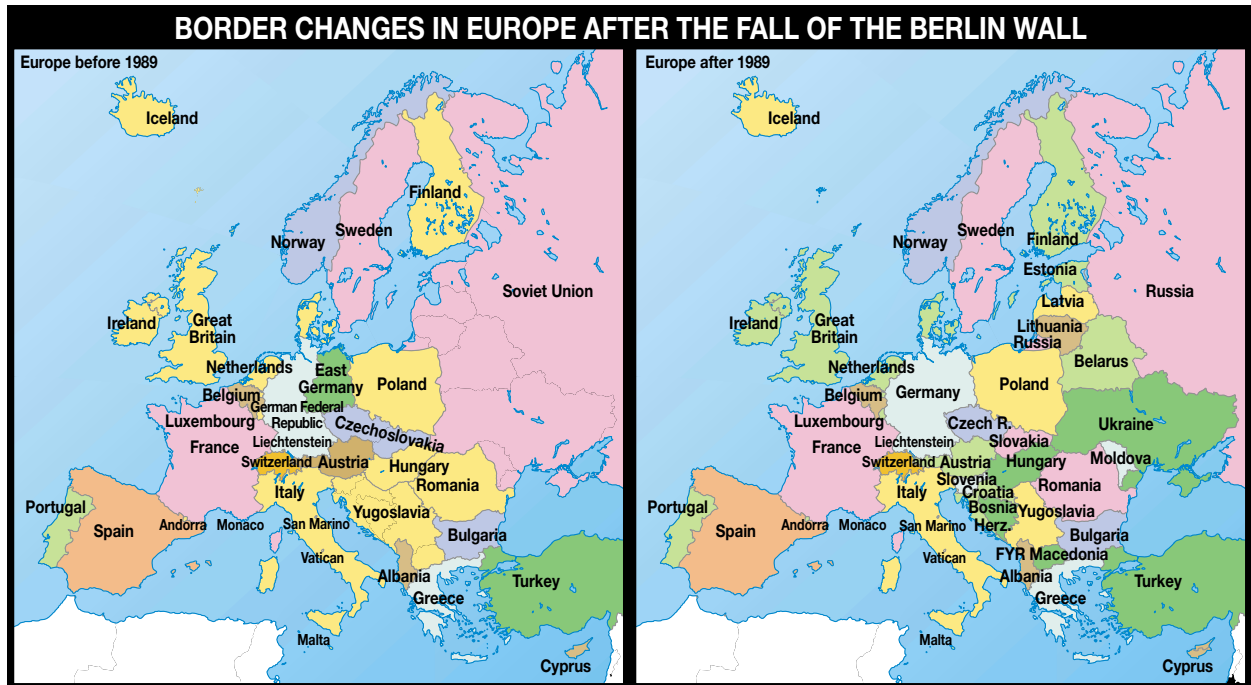 BORDER CHANGES IN EUROPE AFTER THE FALL OF THE BERLIN WALL
Europe before 1989
Iceland
Finland
Sweden
Norway
Soviet Union
Ireland
Great
Britain
Netherlands
East
Germany
Poland
Belgium
German Federal
Republic
Luxembourg
Czechoslovakia
France
Liechtenstein
Switzerland
Austria
Hungary
Romania
Italy
Portugal
Yugoslavia
Spain
Andorra
Monaco
San Marino
Bulgaria
Vatican
Albania
Turkey
Greece
Malta
Cyprus
Europe after 1989
Iceland
Sweden
Norway
Finland
Estonia
Russia
Latvia
Ireland
Great
Britain
Lithuania
Russia
Belarus
Netherlands
Germany
Poland
Belgium
Luxembourg
Czech R.
Ukraine
France
Liechtenstein
Slovakia
Moldova
Switzerland
Austria
Hungary
Slovenia
Romania
Italy
Croatia
Portugal
Bosnia
Herz.
Yugoslavia
Spain
Andorra
Monaco
San Marino
Bulgaria
Vatican
FYR Macedonia
Albania
Turkey
Greece
Malta
Cyprus